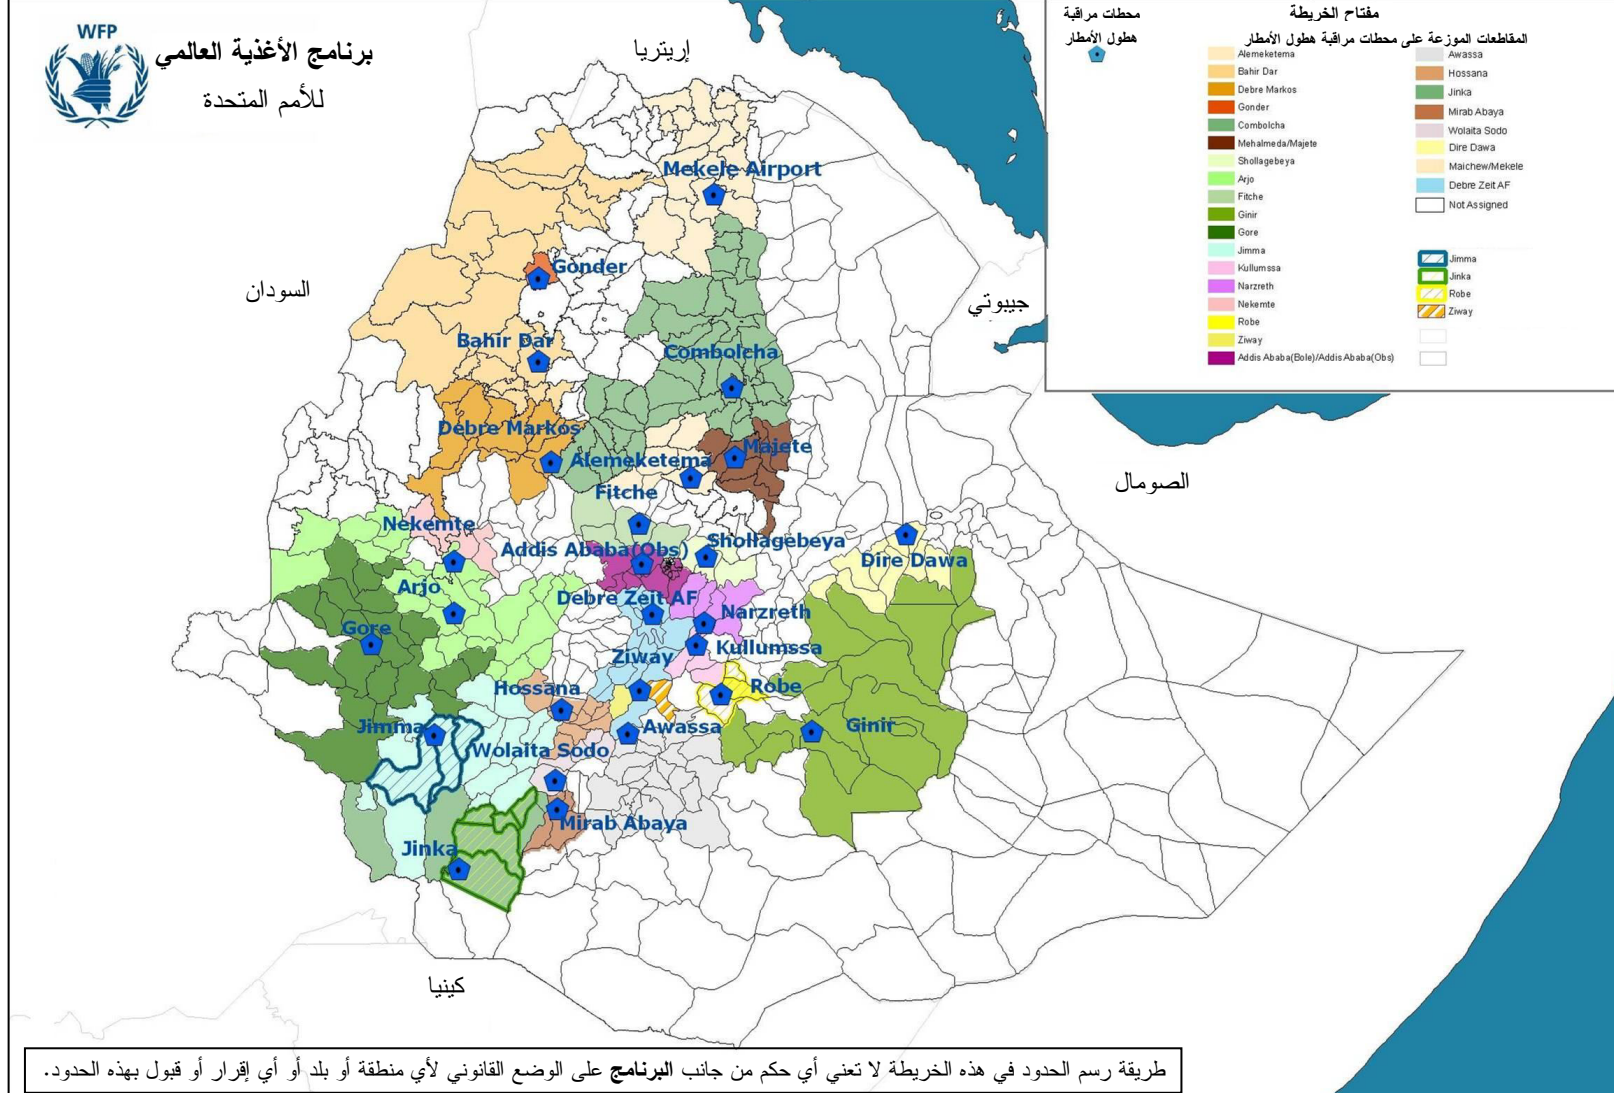 WFP
برنامج الأغذية العالمي
للأمم المتحدة
محطات مراقبة
هطول الأمطار
مفتاح الخريطة
المقاطعات الموزعة على محطات مراقبة هطول الأمطار
Alemeketema
Bahir Dar
Debre Markos
Gonder
Combolcha
Mehalmeda/Majete
Shollagebeya
Arjo
Fitche
Ginir
Gore
Jimma
Kullumssa
Narzreth
Nekemte
Robe
Ziway
Addis Ababa(Bole)/Addis Ababa(Obs)
Awassa
Hossana
Jinka
Mirab Abaya
Wolaita Sodo
Dire Dawa
Maichew/Mekele
Debre Zeit AF
Not Assigned
Jimma
Jinka
Robe
Ziway
إريتريا
السودان
جيبوتي
الصومال
كينيا
Mekele Airport
Gonder
Bahir Dar
Combolcha
Debre Markos
Majete
Alemeketema
Fitche
Nekemte
Shollagebeya
Addis Ababa(Obs)
Dire Dawa
Arjo
Debre Zeit AF
Narzreth
Gore
Kullumssa
Ziway
Hossana
Robe
Jimma
Awassa
Ginir
Wolaita Sodo
Mirab Abaya
Jinka
طريقة رسم الحدود في هذه الخريطة لا تعني أي حكم من جانب البرنامج على الوضع القانوني لأي منطقة أو بلد أو أي إقرار أو قبول بهذه الحدود.